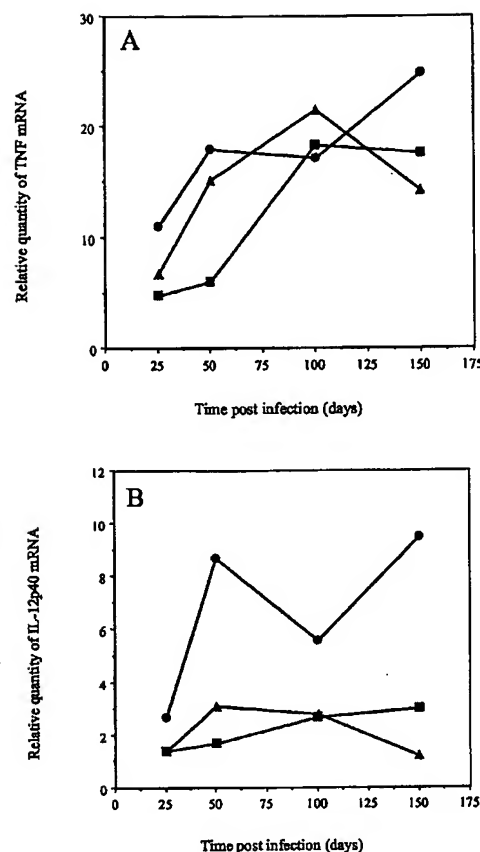 A
Relative quantity of TNF mRNA
30
20
10
0
0 25 50 75 100 125 150 175
Time post infection (days)
B
Relative quantity of IL-12p40 mRNA
12
10
8
6
4
2
0
0 25 50 75 100 125 150 175
Time post infection (days)